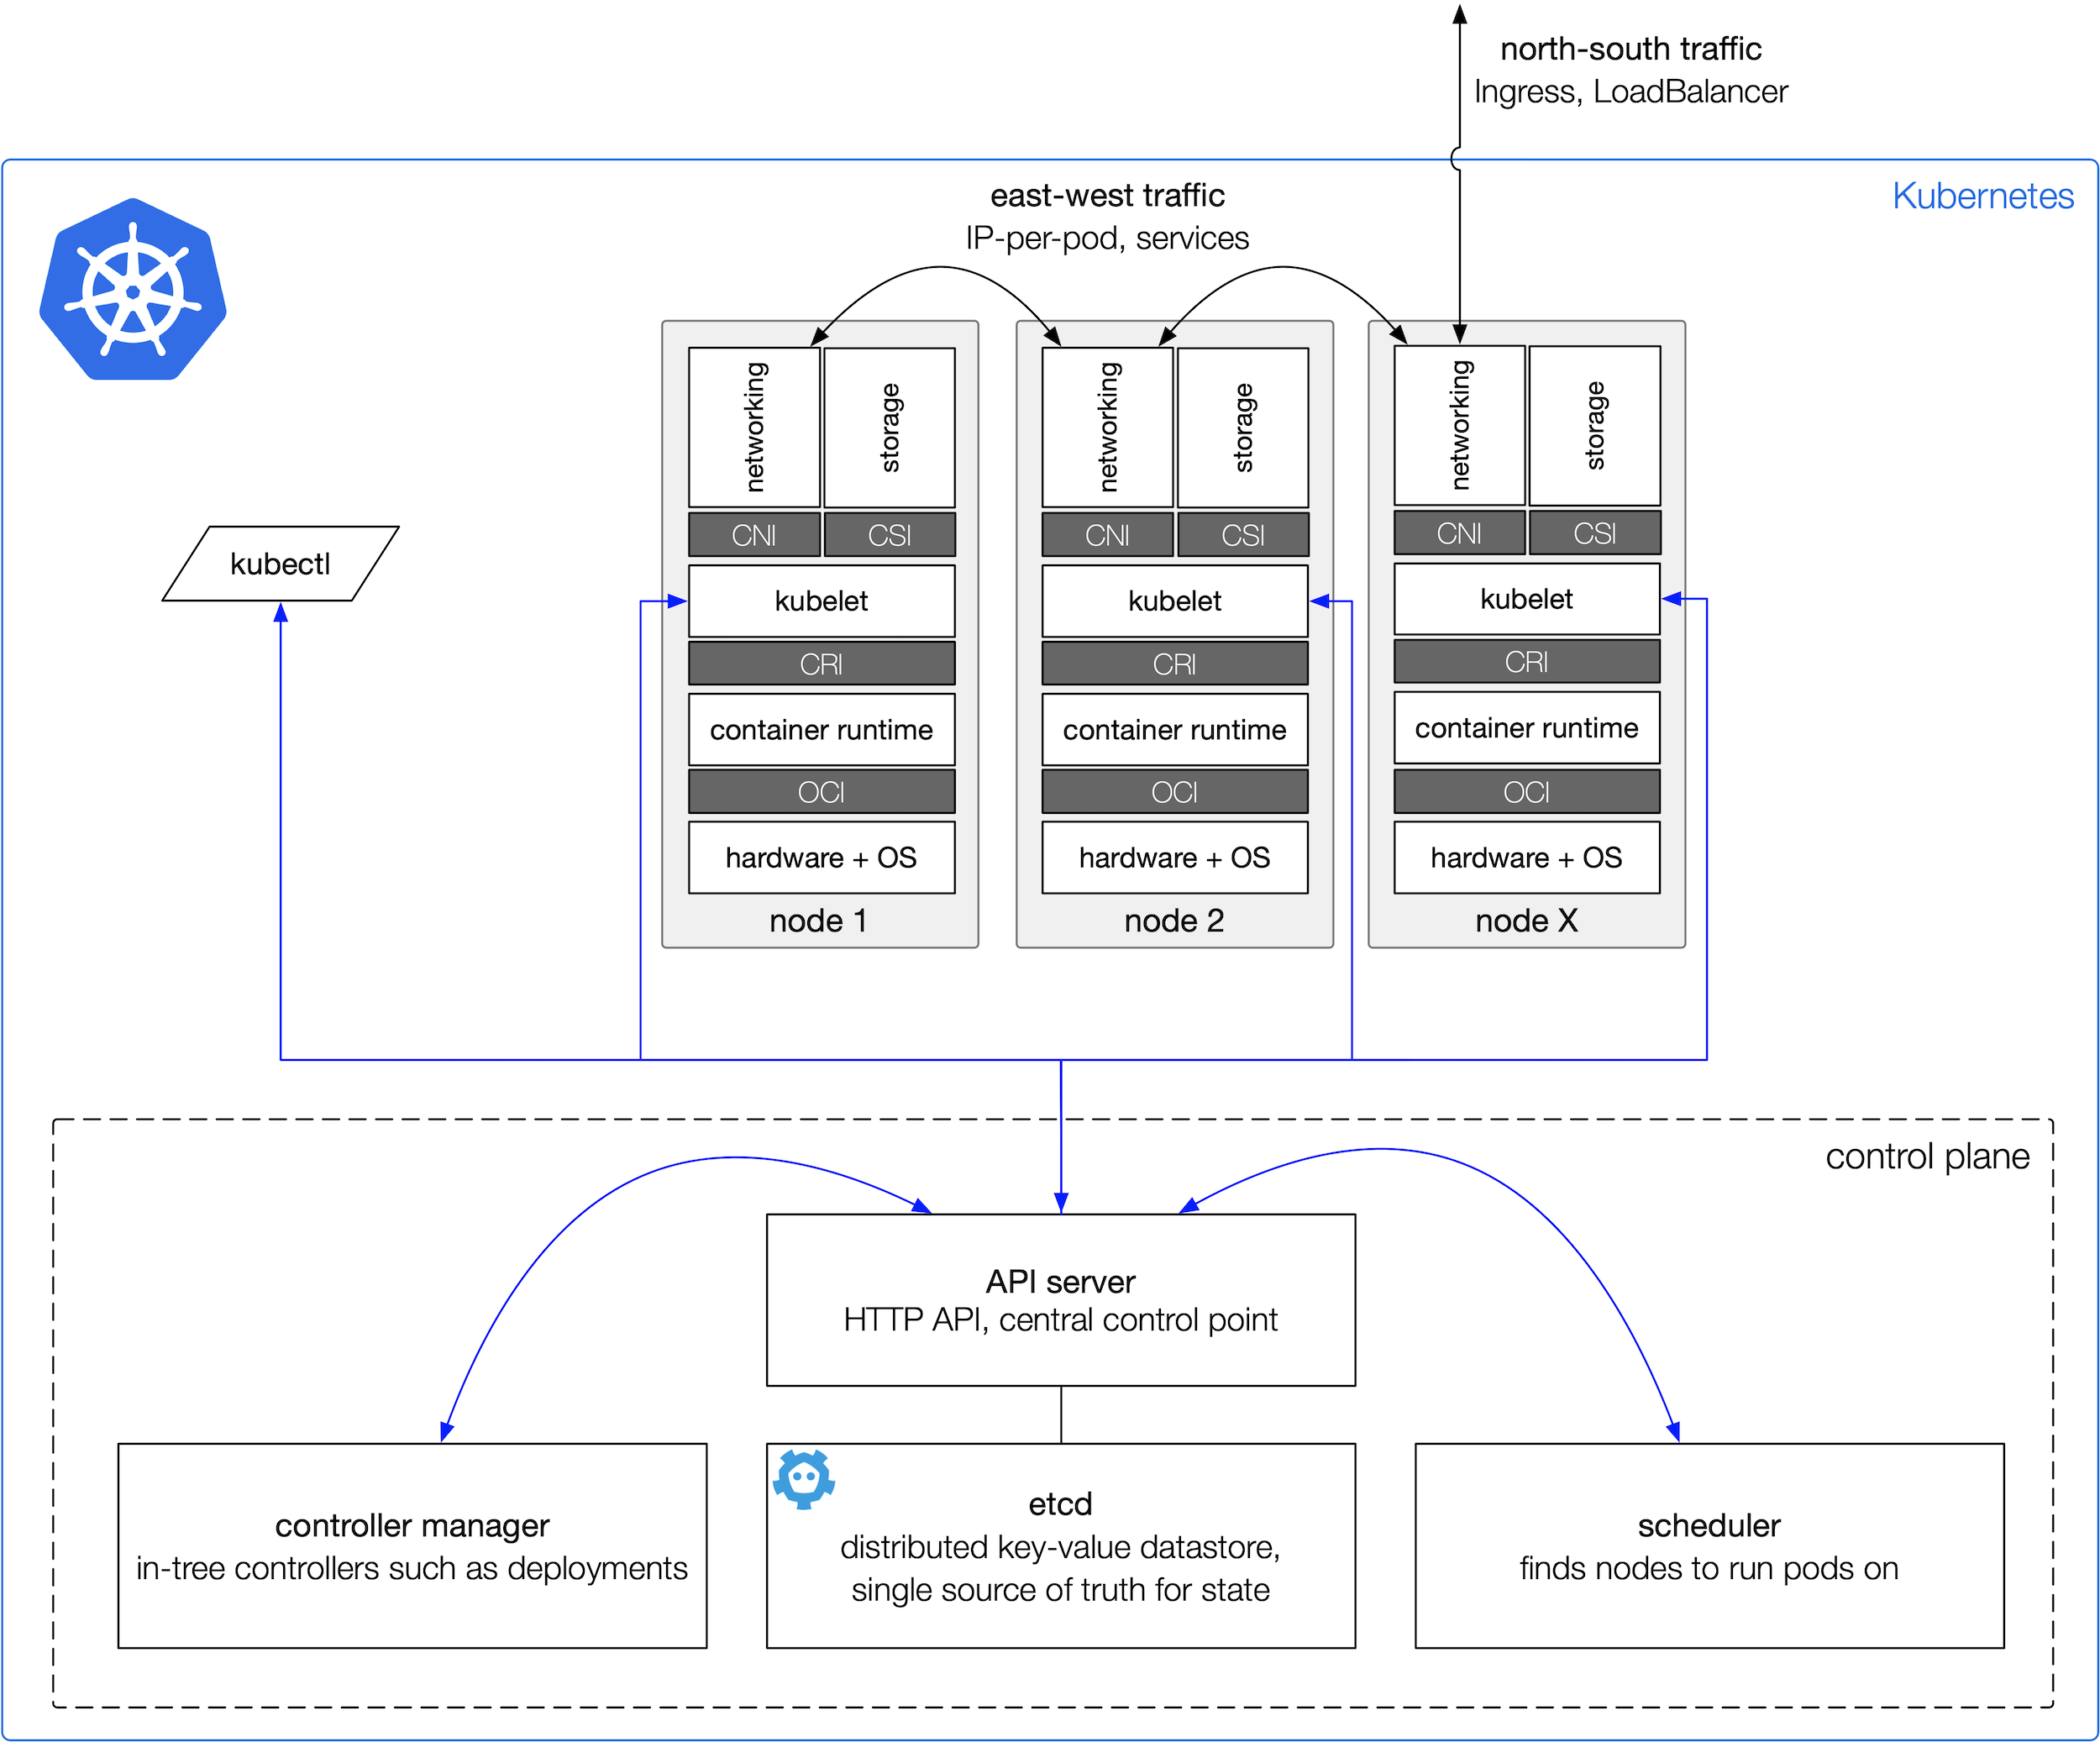 north-south traffic
Ingress, LoadBalancer
Kubernetes
east-west traffic
IP-per-pod, services
kubectl
networking
storage
CNI
CSI
kubelet
CRI
container runtime
OCI
hardware + OS
node 1
networking
storage
CNI
CSI
kubelet
CRI
container runtime
OCI
hardware + OS
node 2
networking
storage
CNI
CSI
kubelet
CRI
container runtime
OCI
hardware + OS
node X
control plane
API server
HTTP API, central control point
controller manager
in-tree controllers such as deployments
etcd
distributed key-value datastore,
single source of truth for state
scheduler
finds nodes to run pods on